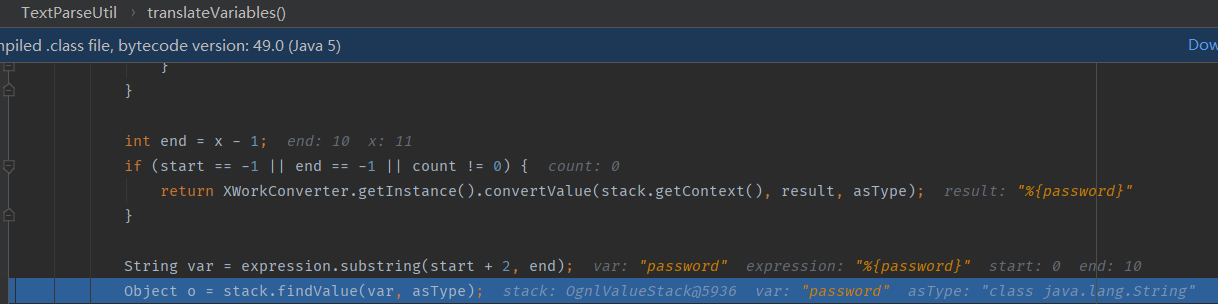 TextParseUtil › translateVariables()
mpiled .class file, bytecode version: 49.0 (Java 5) Dow
}
}
int end = x - 1; end: 10 x: 11
if (start == -1 || end == -1 || count != 0) { count: 0
return XWorkConverter.getInstance().convertValue(stack.getContext(), result, asType); result: "%{password}"
}
String var = expression.substring(start + 2, end); var: "password" expression: "%{password}" start: 0 end: 10
Object o = stack.findValue(var, asType); stack: OgnlValueStack@5936 var: "password" asType: "class java.lang.String"